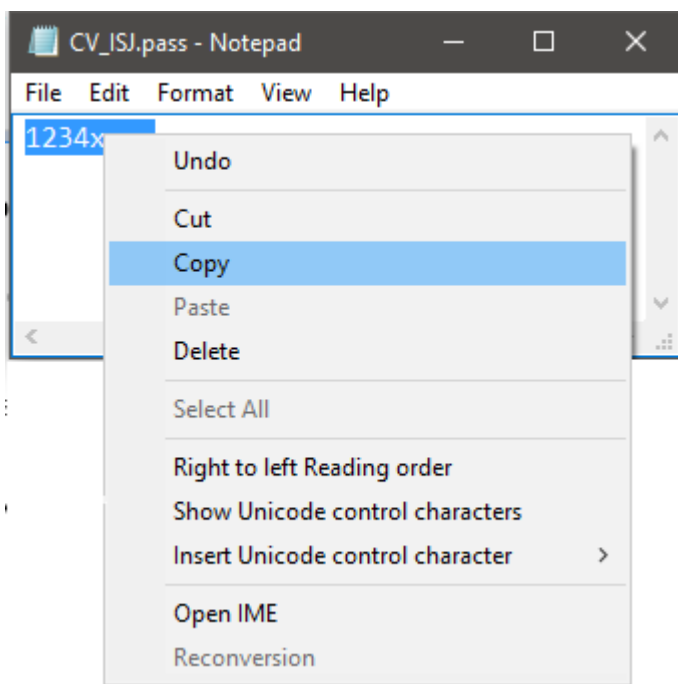 CV_ISJ.pass - Notepad
File Edit Format View Help
1234x
Undo
Cut
Copy
Paste
Delete
Select All
Right to left Reading order
Show Unicode control characters
Insert Unicode control character
Open IME
Reconversion